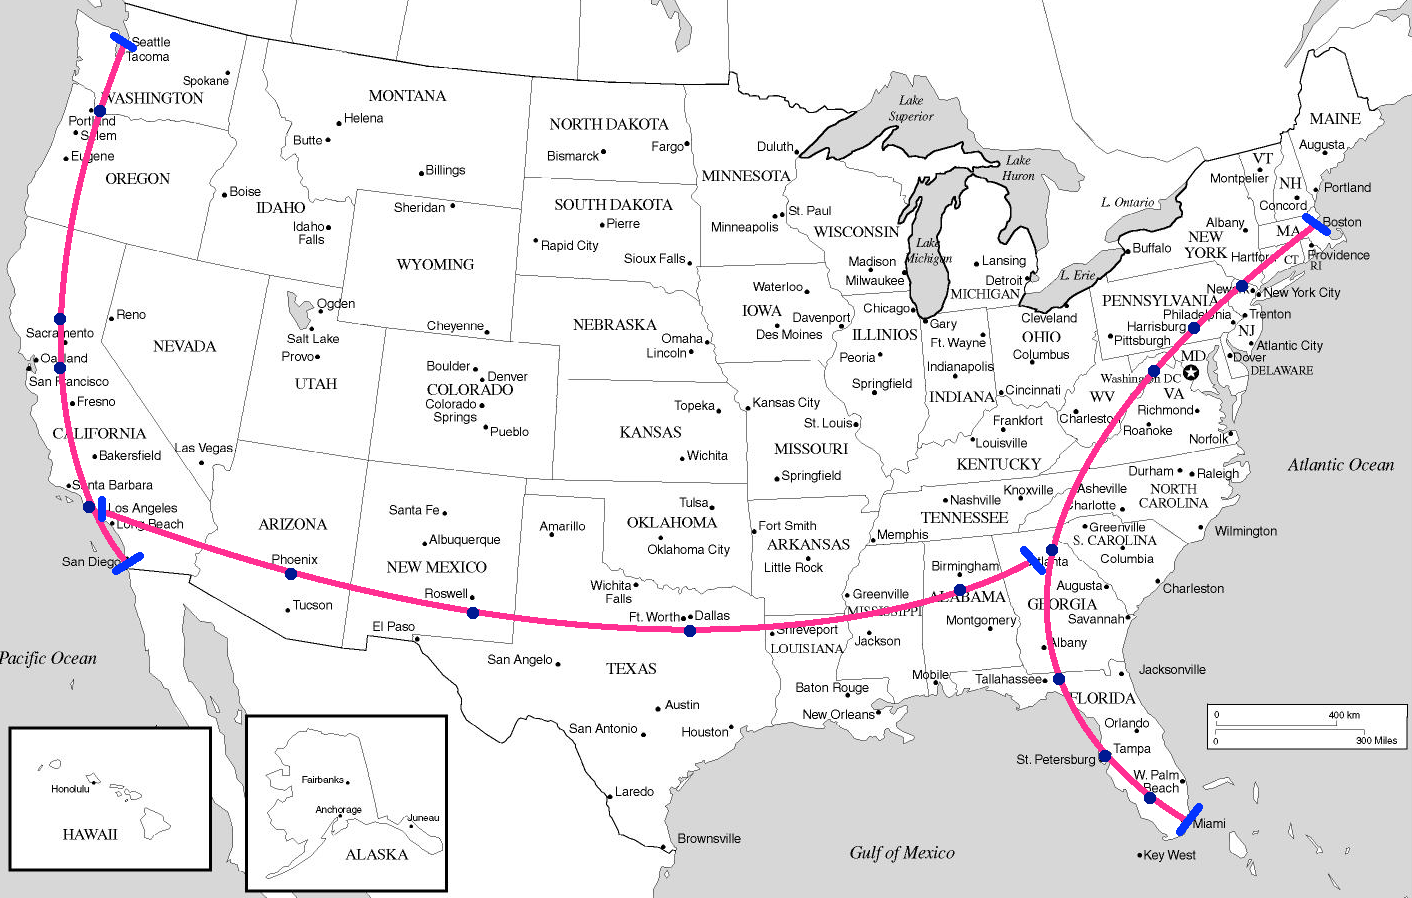 Seattle
Tacoma
Spokane
WASHINGTON
Portland
Salem
Eugene
OREGON
MONTANA
Helena
Butte
Billings
Boise
IDAHO
Idaho
Falls
NORTH DAKOTA
Bismarck
Fargo
SOUTH DAKOTA
Pierre
Rapid City
Sioux Falls
Sheridan
WYOMING
Cheyenne
Duluth
MINNESOTA
St. Paul
Minneapolis
WISCONSIN
Madison
Milwaukee
Lake
Superior
Lake
Huron
Lake
Michigan
L. Ontario
L. Erie
Lansing
Detroit
MICHIGAN
MAINE
Augusta
VT
Montpelier
NH
Concord
Portland
Boston
MA
Albany
NEW
YORK
Buffalo
Hartford
CT
RI
Providence
New York City
Newark
PENNSYLVANIA
Philadelphia
Harrisburg
Pittsburgh
Trenton
NJ
Atlantic City
Dover
DELAWARE
MD
Washington DC
VA
WV
Charleston
Richmond
Roanoke
Norfolk
Reno
Sacramento
Oakland
San Francisco
Fresno
CALIFORNIA
Bakersfield
Las Vegas
Santa Barbara
Los Angeles
Long Beach
San Diego
NEVADA
Ogden
Salt Lake
Provo
UTAH
Boulder
Denver
COLORADO
Colorado
Springs
Pueblo
NEBRASKA
Omaha
Lincoln
Waterloo
IOWA
Davenport
Des Moines
Chicago
ILLINIOS
Peoria
Springfield
Gary
Ft. Wayne
Indianapolis
INDIANA
Cleveland
OHIO
Columbus
Cincinnati
Frankfort
Louisville
KENTUCKY
Topeka
KANSAS
Wichita
Kansas City
St. Louis
MISSOURI
Springfield
ARIZONA
Phoenix
Tucson
Santa Fe
Albuquerque
NEW MEXICO
Roswell
El Paso
Amarillo
Tulsa
OKLAHOMA
Oklahoma City
Wichita
Falls
Ft. Worth
Dallas
Fort Smith
ARKANSAS
Little Rock
Memphis
Nashville
Knoxville
TENNESSEE
Asheville
Charlotte
Durham
Raleigh
NORTH
CAROLINA
Wilmington
Greenville
S. CAROLINA
Columbia
Charleston
Atlanta
Augusta
GEORGIA
Savannah
Albany
Birmingham
ALABAMA
Montgomery
Mobile
Greenville
MISSISSIPPI
Jackson
Shreveport
LOUISIANA
Baton Rouge
New Orleans
San Angelo
TEXAS
Austin
San Antonio
Houston
Laredo
Brownsville
Tallahassee
Jacksonville
FLORIDA
Orlando
Tampa
St. Petersburg
W. Palm
Beach
Miami
Key West
Pacific Ocean
Atlantic Ocean
Gulf of Mexico
0
400 km
0
300 Miles
Honolulu
HAWAII
Fairbanks
Anchorage
Juneau
ALASKA